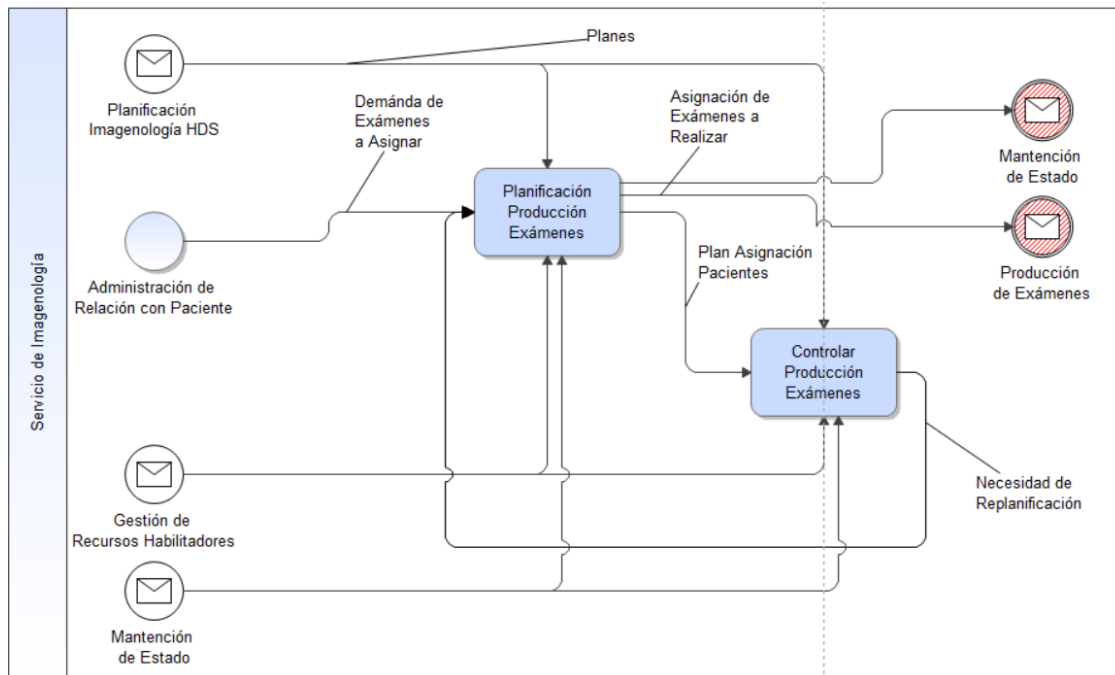 Servicio de Imagenología
Planificación
Imagenología HDS
Planes
Demánda de
Exámenes
a Asignar
Asignación de
Exámenes a
Realizar
Mantención
de Estado
Planificación
Producción
Exámenes
Administración de
Relación con Paciente
Plan Asignación
Pacientes
Producción
de Exámenes
Controlar
Producción
Exámenes
Gestión de
Recursos Habilitadores
Necesidad de
Replanificación
Mantención
de Estado